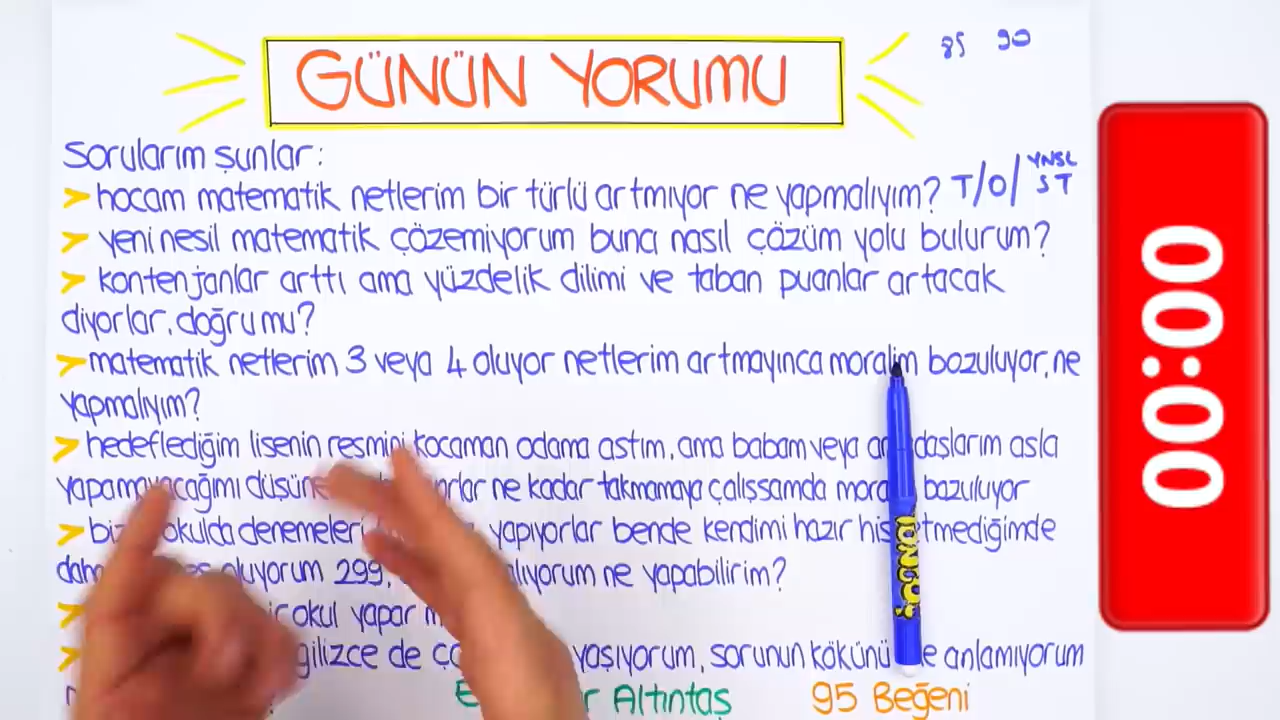 85 90
GÜNÜN YORUMU
Sorularım şunlar:
> hocam matematik netlerim bir türlü artmıyor ne yapmalıyım? T/O/ YNSL ST
> yeni nesil matematik çözemiyorum buna nasıl çözüm yolu bulurum?
> kontenjanlar arttı ama yüzdelik dilimi ve taban puanlar artacak
diyorlar, doğru mu?
> matematik netlerim 3 veya 4 oluyor netlerim artmayınca moralim bozuluyor, ne
yapmalıyım?
> hedeflediğim lisenin resmini kocaman odama astım, ama babam veya asla
yapamayacağımı ne kadar takmamaya çalışsamda bozuluyor
> okulda denemeleri yapıyorlar bende kendimi hazır
oluyorum 299, ne yapabilirim?
> okul yapar
> de yaşıyorum, sorunun kökünü anlamıyorum
Altıntaş 95 Beğeni
TONGUÇ
00:00